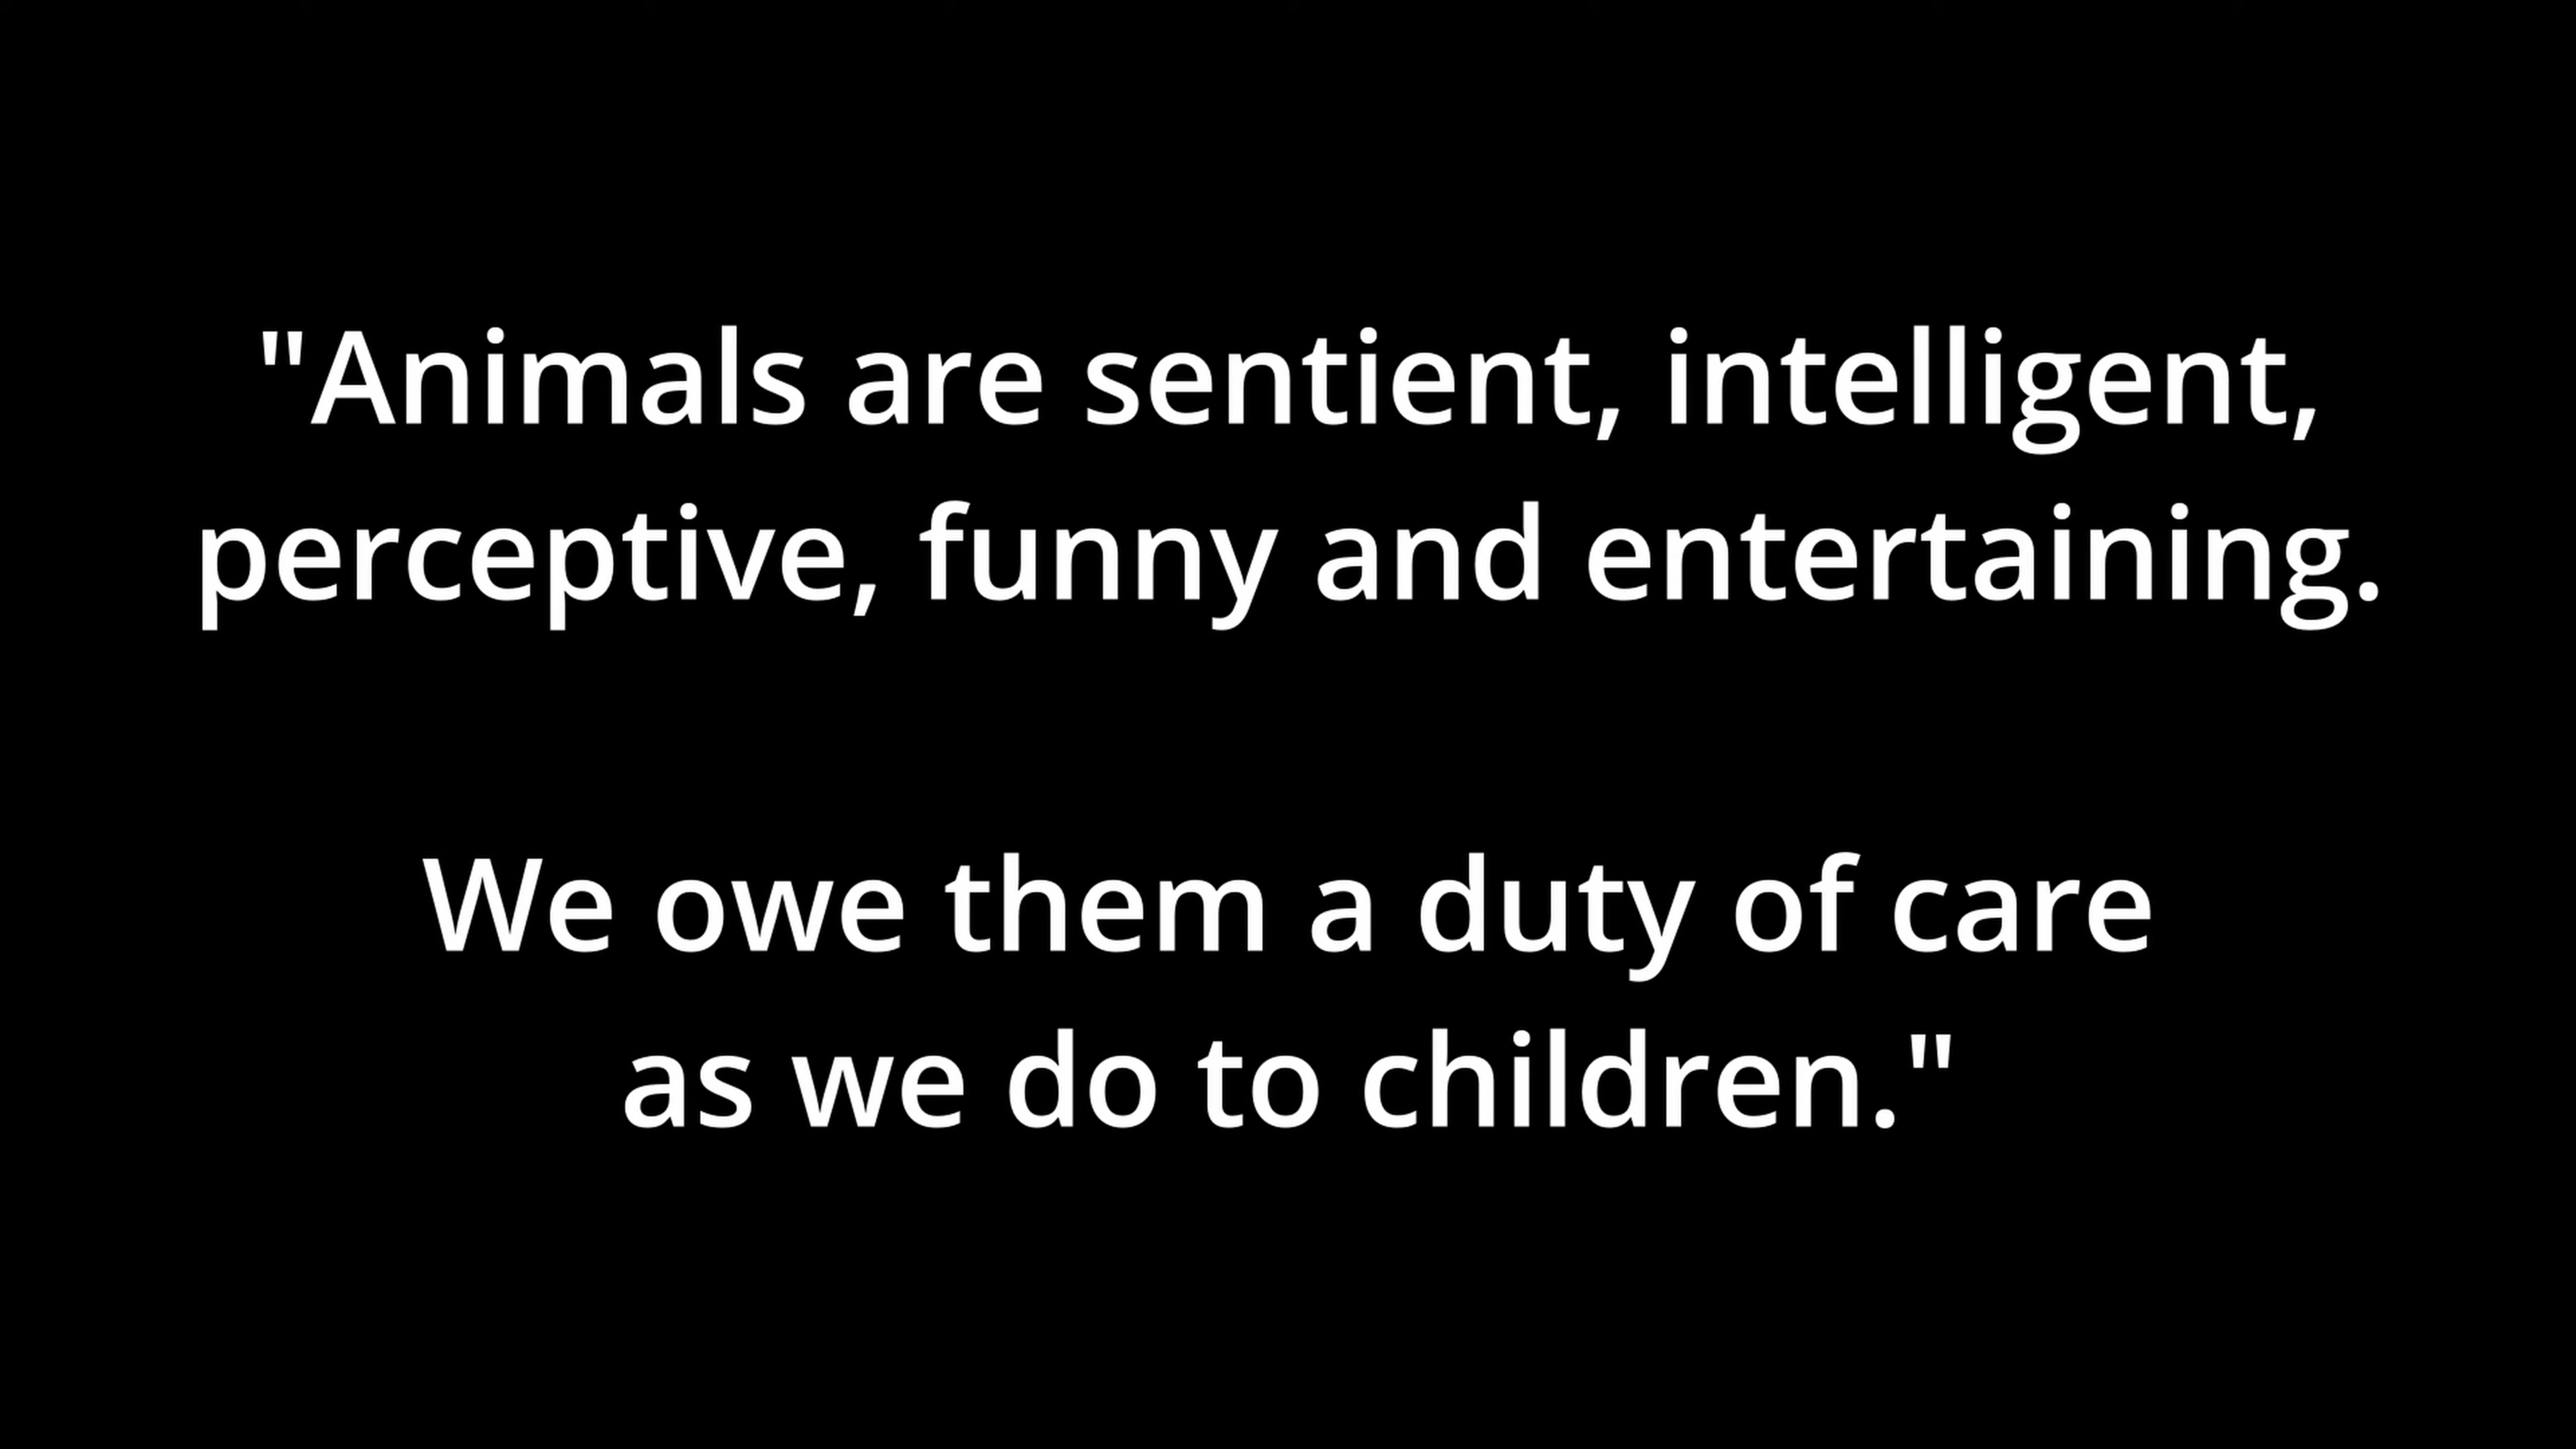 "Animals are sentient, intelligent,
perceptive, funny and entertaining.
We owe them a duty of care
as we do to children."